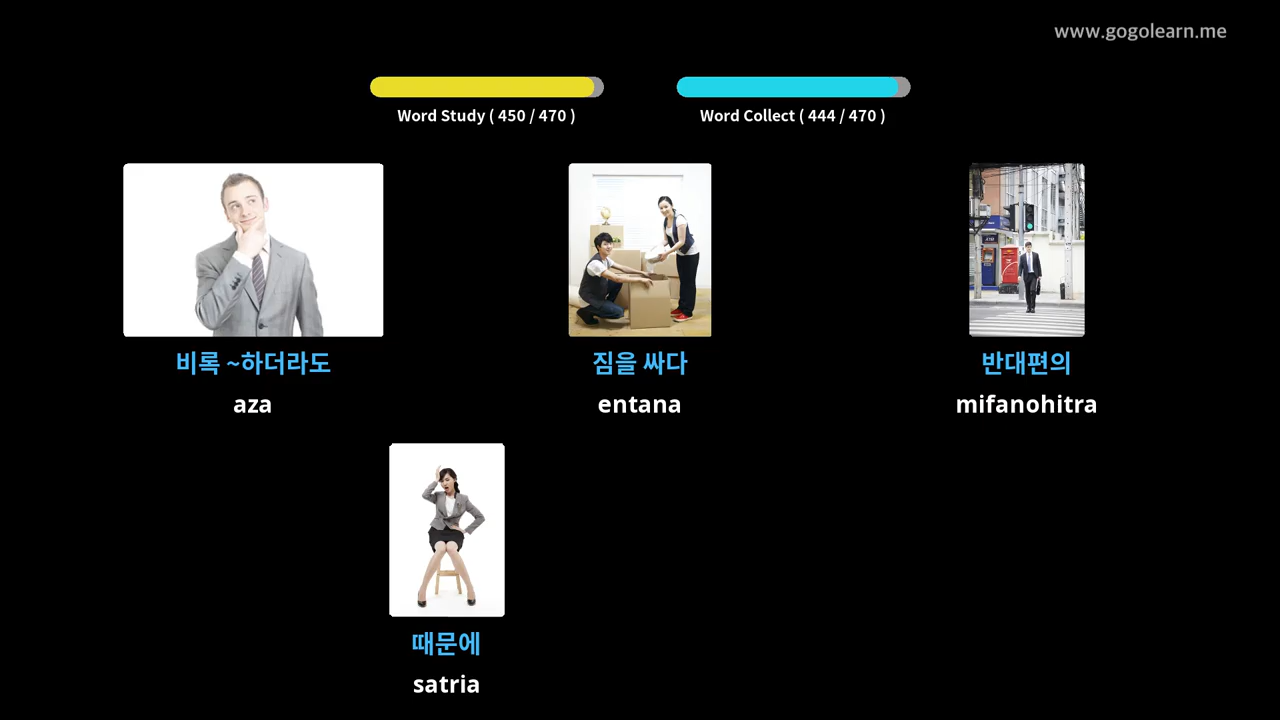 www.gogolearn.me
Word Study ( 450 / 470 )
Word Collect ( 444 / 470 )
비록 ~하더라도
aza
짐을 싸다
entana
반대편의
mifanohitra
때문에
satria